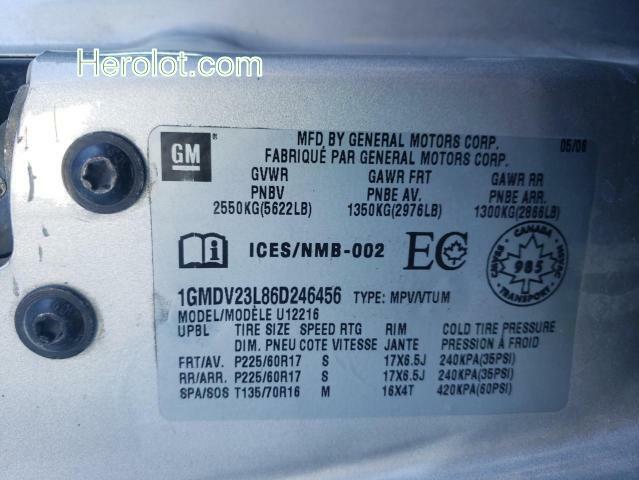 Herolot.com
GM ® MFD BY GENERAL MOTORS CORP. 05/06
FABRIQUÉ PAR GENERAL MOTORS CORP.
GVWR GAWR FRT GAWR RR
PNBV PNBE AV. PNBE ARR.
2550KG(5622LB) 1350KG(2976LB) 1300KG(2866LB)
i ICES/NMB-002 EC CANADA 985 TRANSPORT
1GMDV23L86D246456 TYPE: MPV/VTUM
MODEL/MODÈLE U12216
UPBL TIRE SIZE SPEED RTG RIM COLD TIRE PRESSURE
DIM. PNEU COTE VITESSE JANTE PRESSION À FROID
FRT/AV. P225/60R17 S 17X6.5J 240KPA(35PSI)
RR/ARR. P225/60R17 S 17X6.5J 240KPA(35PSI)
SPA/SOS T135/70R16 M 16X4T 420KPA(60PSI)